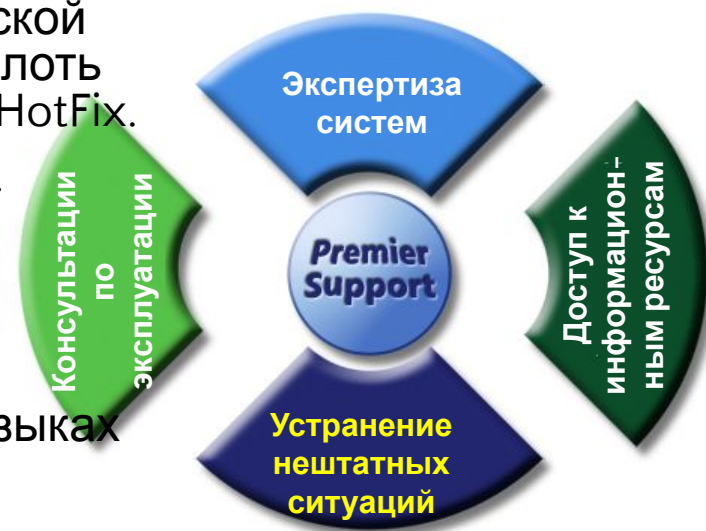 ской
лоть
HotFix.
Экспертиза
систем
Консультации
по
эксплуатации
Premier
Support
Доступ к
информацион-
ным ресурсам
зыках
Устранение
нештатных
ситуаций